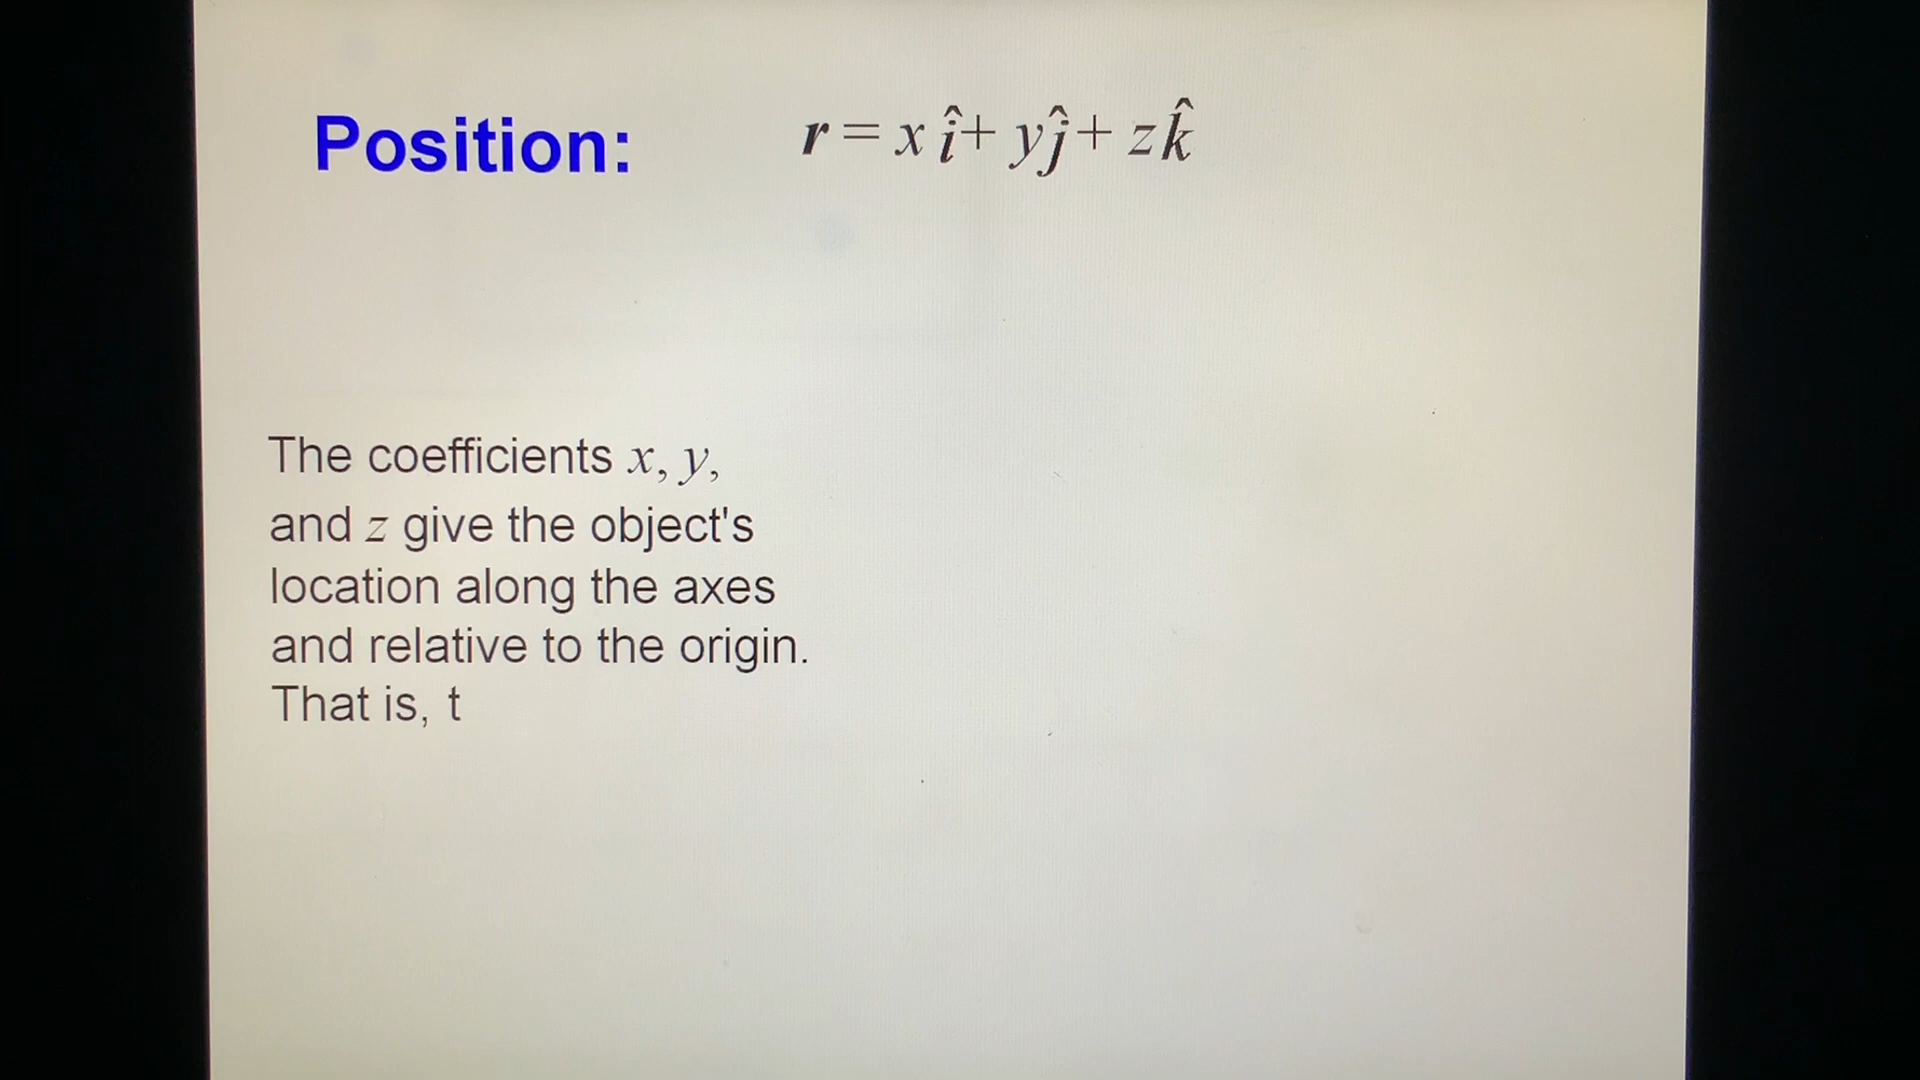 Position: r = x î + y ĵ + z k̂
The coefficients x, y,
and z give the object's
location along the axes
and relative to the origin.
That is, t